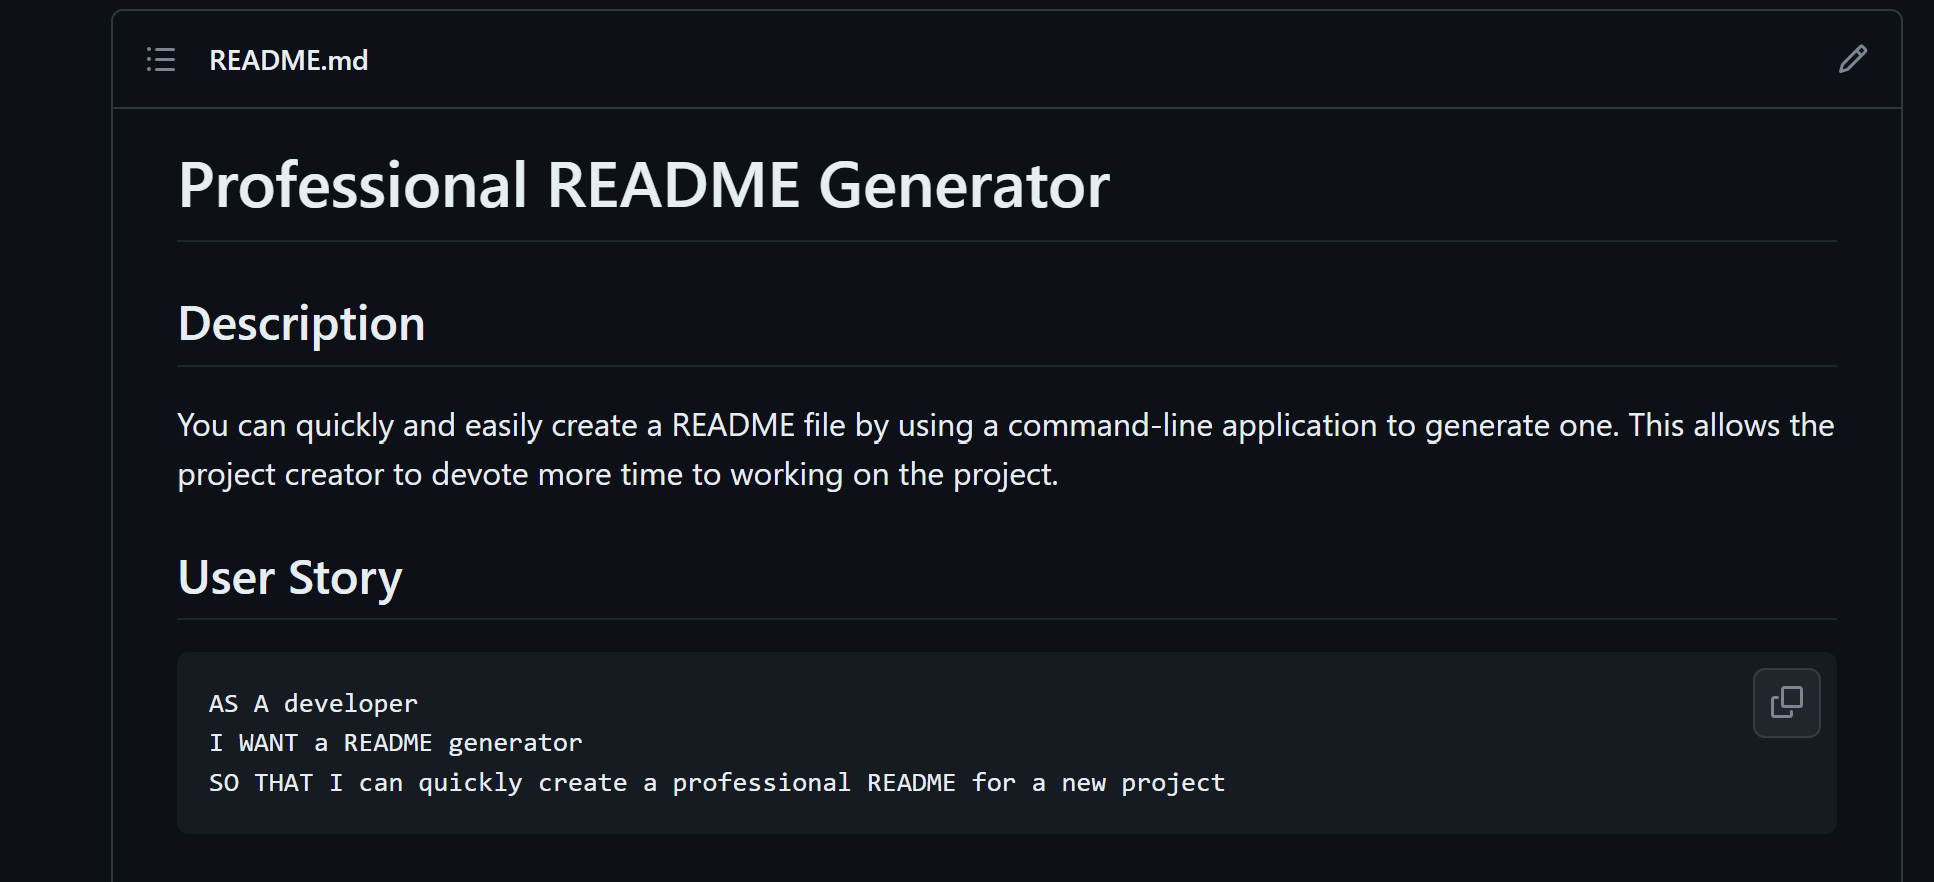 README.md
Professional README Generator
Description
You can quickly and easily create a README file by using a command-line application to generate one. This allows the
project creator to devote more time to working on the project.
User Story
AS A developer
I WANT a README generator
SO THAT I can quickly create a professional README for a new project